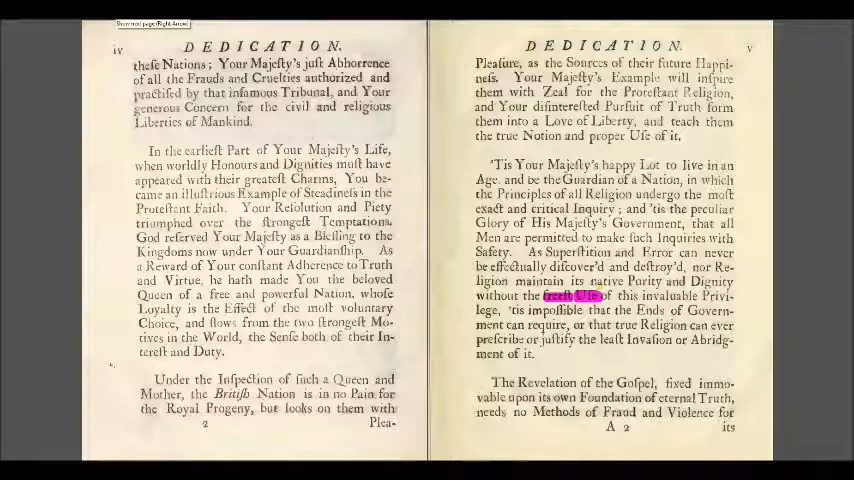 Show next page (Right Arrow)
iv
DEDICATION.
theſe Nations; Your Majeſty's juſt Abhorrence
of all the Frauds and Cruelties authorized and
practiſed by that infamous Tribunal, and Your
generous Concern for the civil and religious
Liberties of Mankind.
In the earlieſt Part of Your Majeſty's Life,
when worldly Honours and Dignities muſt have
appeared with their greateſt Charms, You be-
came an illuſtrious Example of Steadineſs in the
Proteſtant Faith. Your Reſolution and Piety
triumphed over the ſtrongeſt Temptations.
God reſerved Your Majeſty as a Bleſſing to the
Kingdoms now under Your Guardianſhip. As
a Reward of Your conſtant Adherence to Truth
and Virtue, he hath made You the beloved
Queen of a free and powerful Nation, whoſe
Loyalty is the Effect of the moſt voluntary
Choice, and flows from the two ſtrongeſt Mo-
tives in the World, the Senſe both of their In-
tereſt and Duty.
Under the Inſpection of ſuch a Queen and
Mother, the Britiſh Nation is in no Pain for
the Royal Progeny, but looks on them with
2
Plea-
DEDICATION.
v
Pleaſure, as the Sources of their future Happi-
neſs. Your Majeſty's Example will inſpire
them with Zeal for the Proteſtant Religion,
and Your diſintereſted Purſuit of Truth form
them into a Love of Liberty, and teach them
the true Notion and proper Uſe of it.
'Tis Your Majeſty's happy Lot to live in an
Age, and be the Guardian of a Nation, in which
the Principles of all Religion undergo the moſt
exact and critical Inquiry; and 'tis the peculiar
Glory of His Majeſty's Government, that all
Men are permitted to make ſuch Inquiries with
Safety. As Superſtition and Error can never
be effectually diſcover'd and deſtroy'd, nor Re-
ligion maintain its native Purity and Dignity
without the freeſt Uſe of this invaluable Privi-
lege, 'tis impoſſible that the Ends of Govern-
ment can require, or that true Religion can ever
preſcribe or juſtify the leaſt Invaſion or Abridg-
ment of it.
The Revelation of the Goſpel, fixed immo-
vable upon its own Foundation of eternal Truth,
needs no Methods of Fraud and Violence for
A 2
its